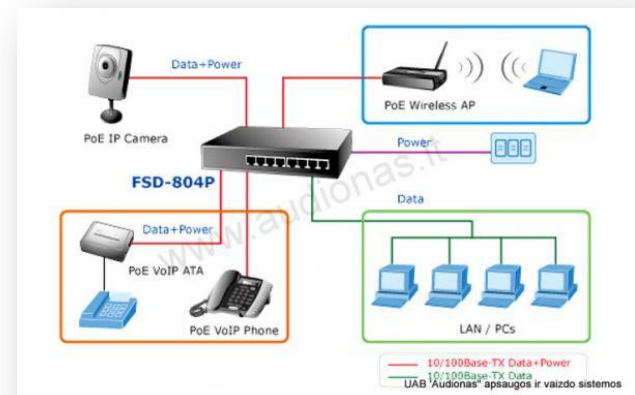 Data+Power
PoE IP Camera
PoE Wireless AP
Power
FSD-804P
www.audionas.lt
Data
Data+Power
PoE VoIP ATA
PoE VoIP Phone
LAN / PCs
10/100Base-TX Data+Power
10/100Base-TX Data
UAB 'Audionas" apsaugos ir vaizdo sistemos